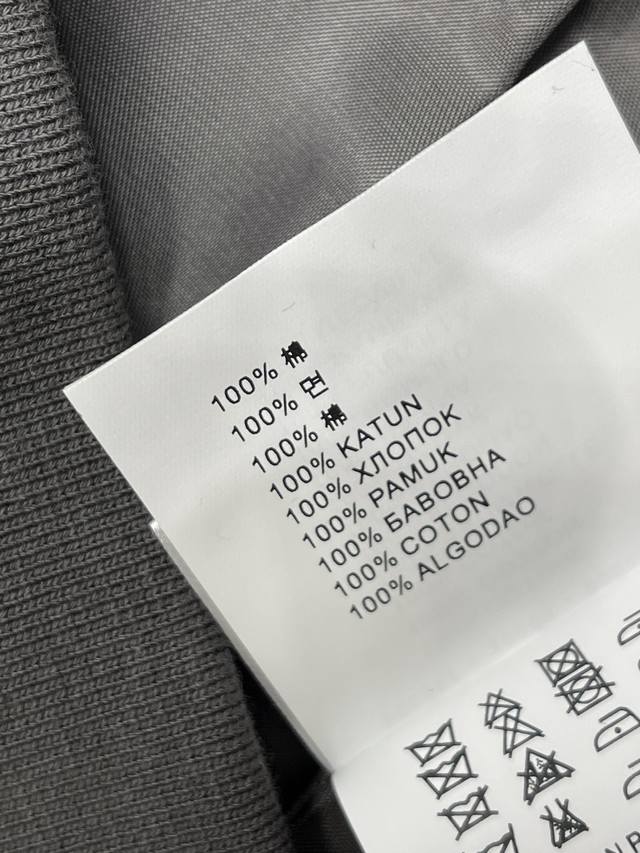 100% 棉
100% 면
100% 棉
100% KATUN
100% ХЛОПОК
100% PAMUK
100% БАВОВНА
100% COTON
100% ALGODAO